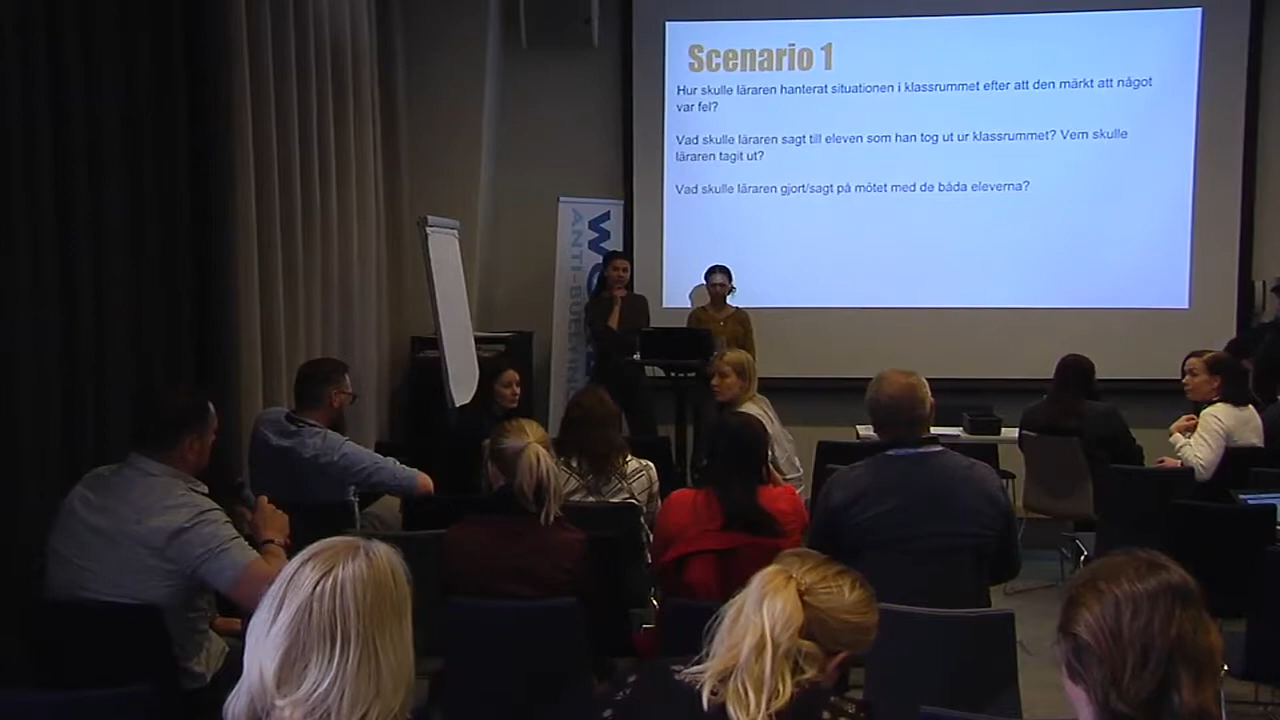 Scenario 1
Hur skulle läraren hanterat situationen i klassrummet efter att den märkt att något
var fel?
Vad skulle läraren sagt till eleven som han tog ut ur klassrummet? Vem skulle
läraren tagit ut?
Vad skulle läraren gjort/sagt på mötet med de båda eleverna?
ANTI-BULLYING